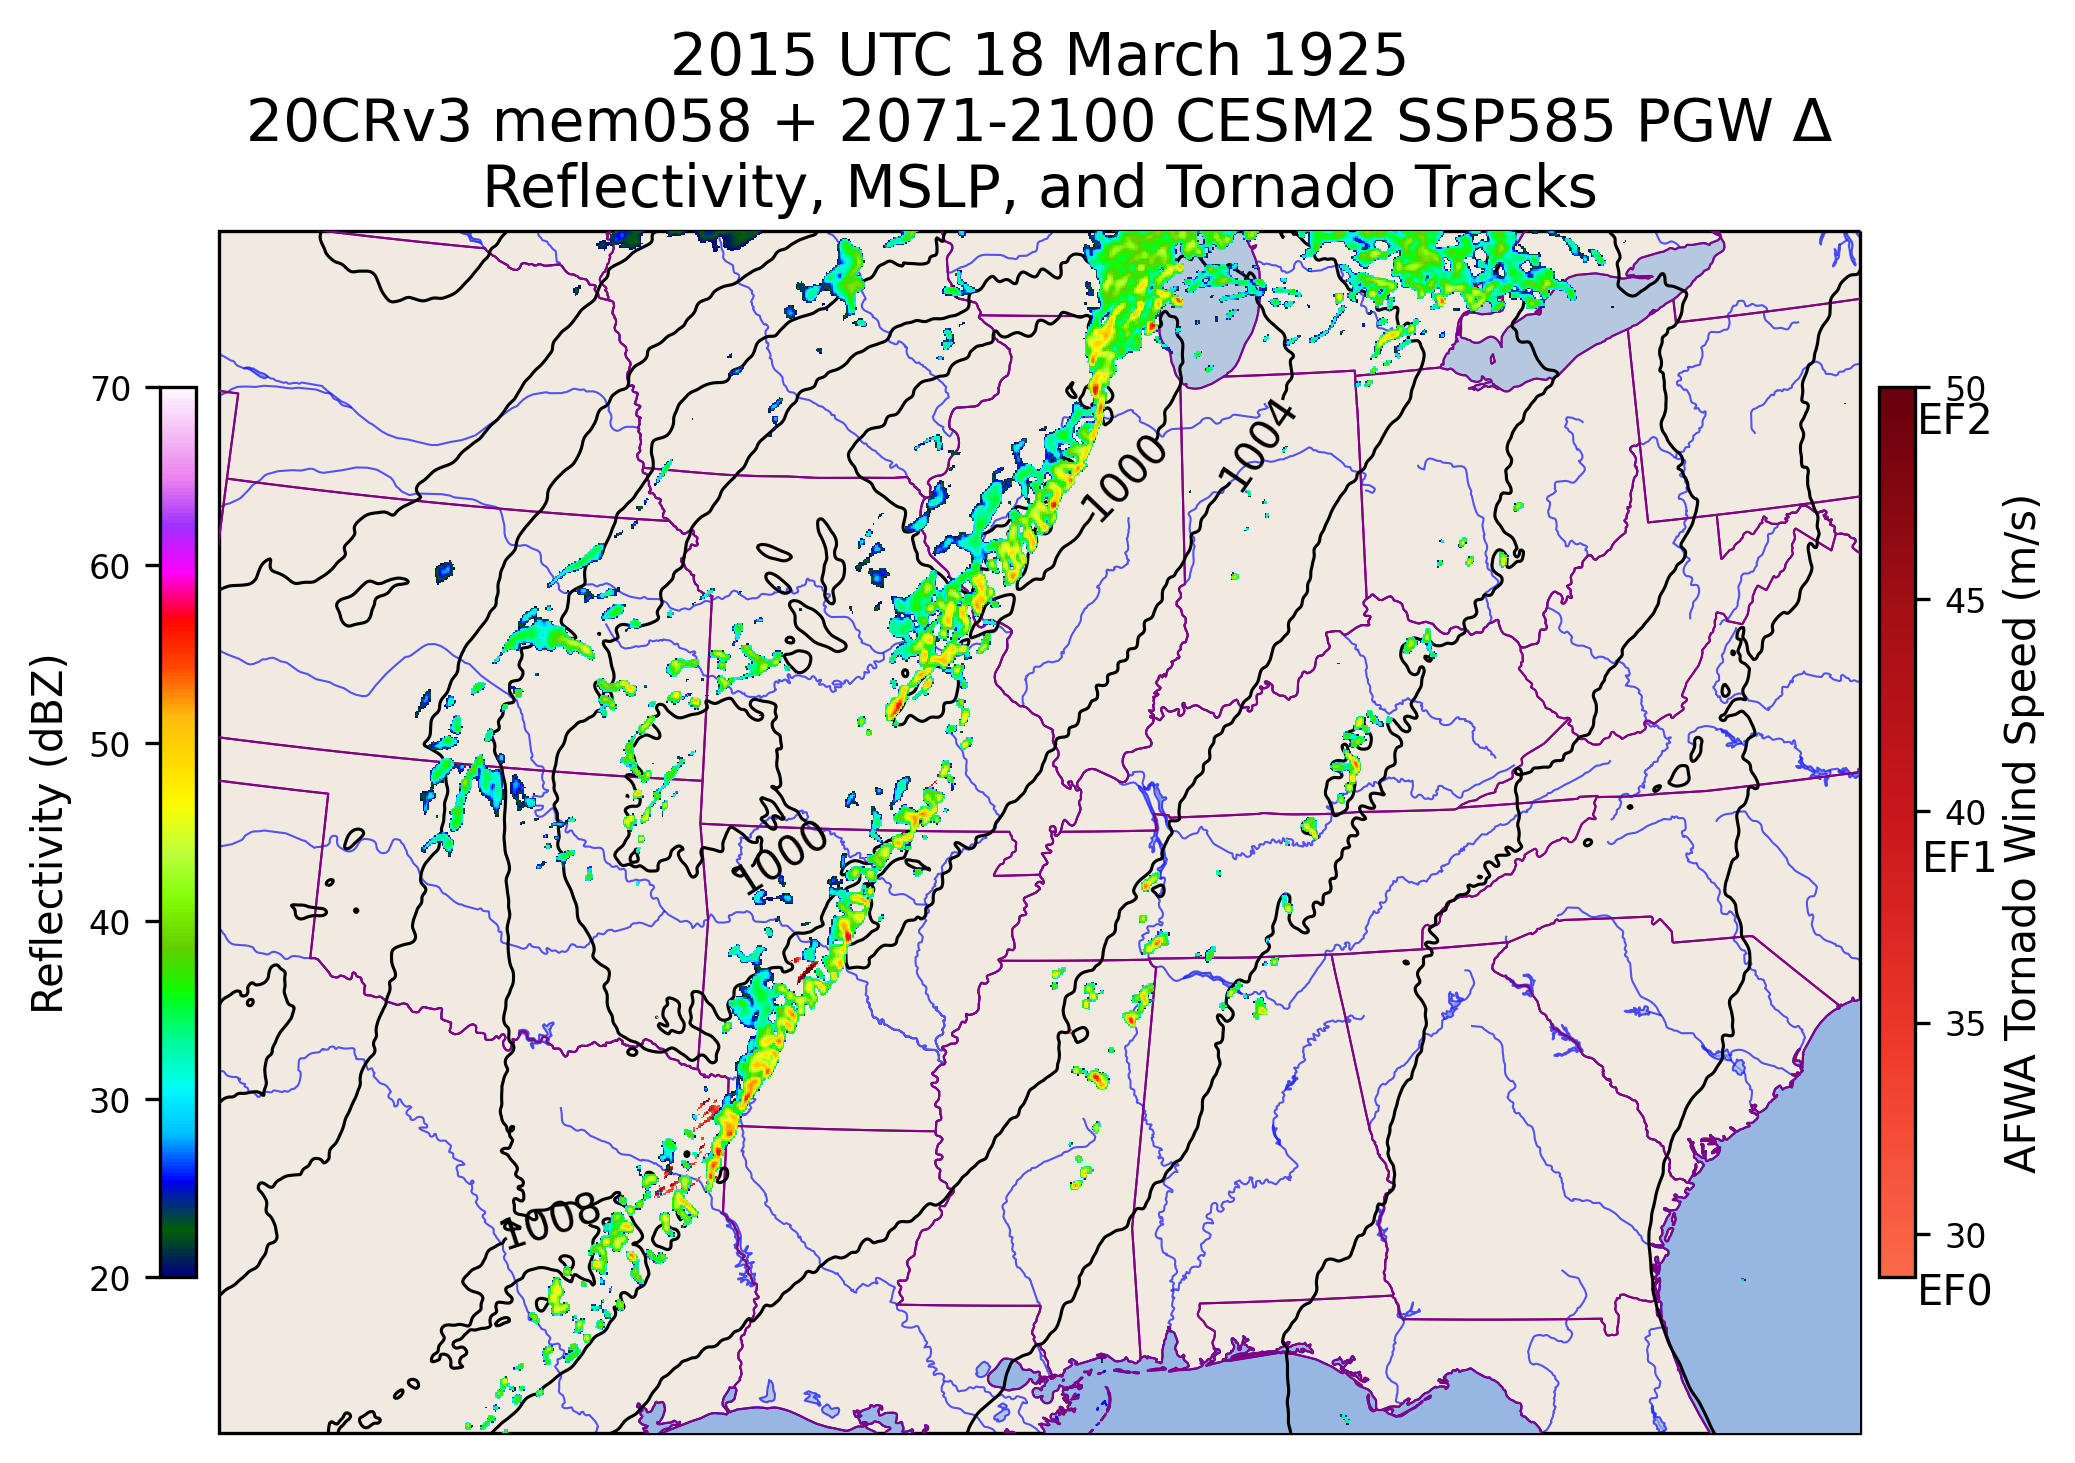 2015 UTC 18 March 1925
20CRv3 mem058 + 2071-2100 CESM2 SSP585 PGW Δ
Reflectivity, MSLP, and Tornado Tracks
70
60
50
40
30
20
Reflectivity (dBZ)
1000
1004
1000
1008
50
EF2
45
40
EF1
35
30
EF0
AFWA Tornado Wind Speed (m/s)